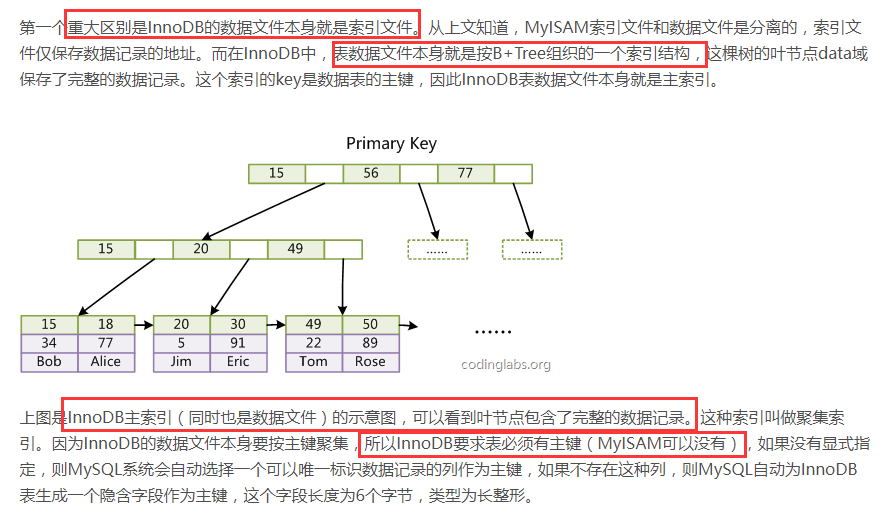 第一个重大区别是InnoDB的数据文件本身就是索引文件。从上文知道，MyISAM索引文件和数据文件是分离的，索引文
件仅保存数据记录的地址。而在InnoDB中，表数据文件本身就是按B+Tree组织的一个索引结构，这棵树的叶节点data域
保存了完整的数据记录。这个索引的key是数据表的主键，因此InnoDB表数据文件本身就是主索引。
Primary Key
15 56 77
15 20 49 …… ……
15 18 20 30 49 50 ……
34 77 5 91 22 89
Bob Alice Jim Eric Tom Rose
codinglabs.org
上图是InnoDB主索引（同时也是数据文件）的示意图，可以看到叶节点包含了完整的数据记录。这种索引叫做聚集索
引。因为InnoDB的数据文件本身要按主键聚集，所以InnoDB要求表必须有主键（MyISAM可以没有），如果没有显式指
定，则MySQL系统会自动选择一个可以唯一标识数据记录的列作为主键，如果不存在这种列，则MySQL自动为InnoDB
表生成一个隐含字段作为主键，这个字段长度为6个字节，类型为长整形。